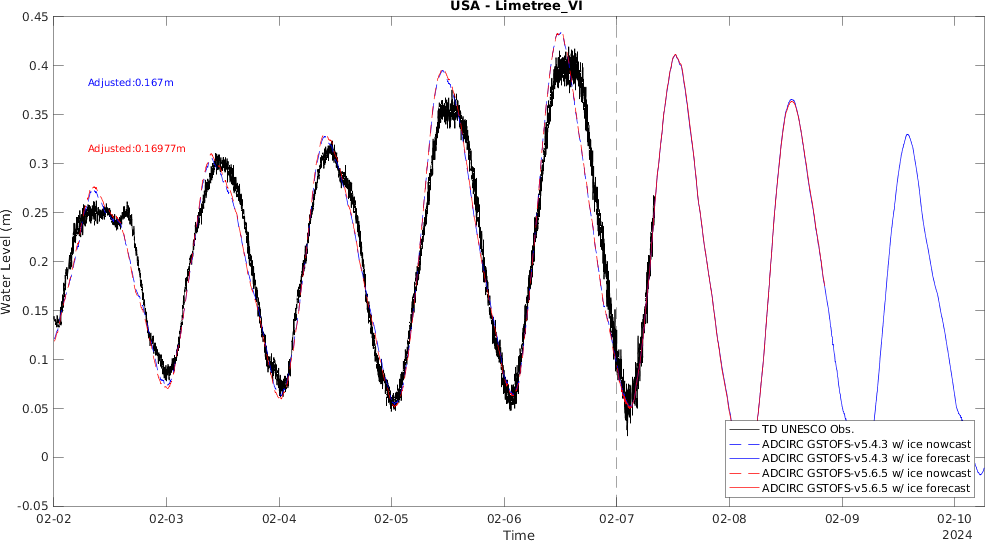 USA - Limetree_VI
0.45
0.4
0.35
0.3
0.25
0.2
0.15
0.1
0.05
0
-0.05
Water Level (m)
Adjusted:0.167m
Adjusted:0.16977m
TD UNESCO Obs.
ADCIRC GSTOFS-v5.4.3 w/ ice nowcast
ADCIRC GSTOFS-v5.4.3 w/ ice forecast
ADCIRC GSTOFS-v5.6.5 w/ ice nowcast
ADCIRC GSTOFS-v5.6.5 w/ ice forecast
02-02 02-03 02-04 02-05 02-06 02-07 02-08 02-09 02-10
Time
2024